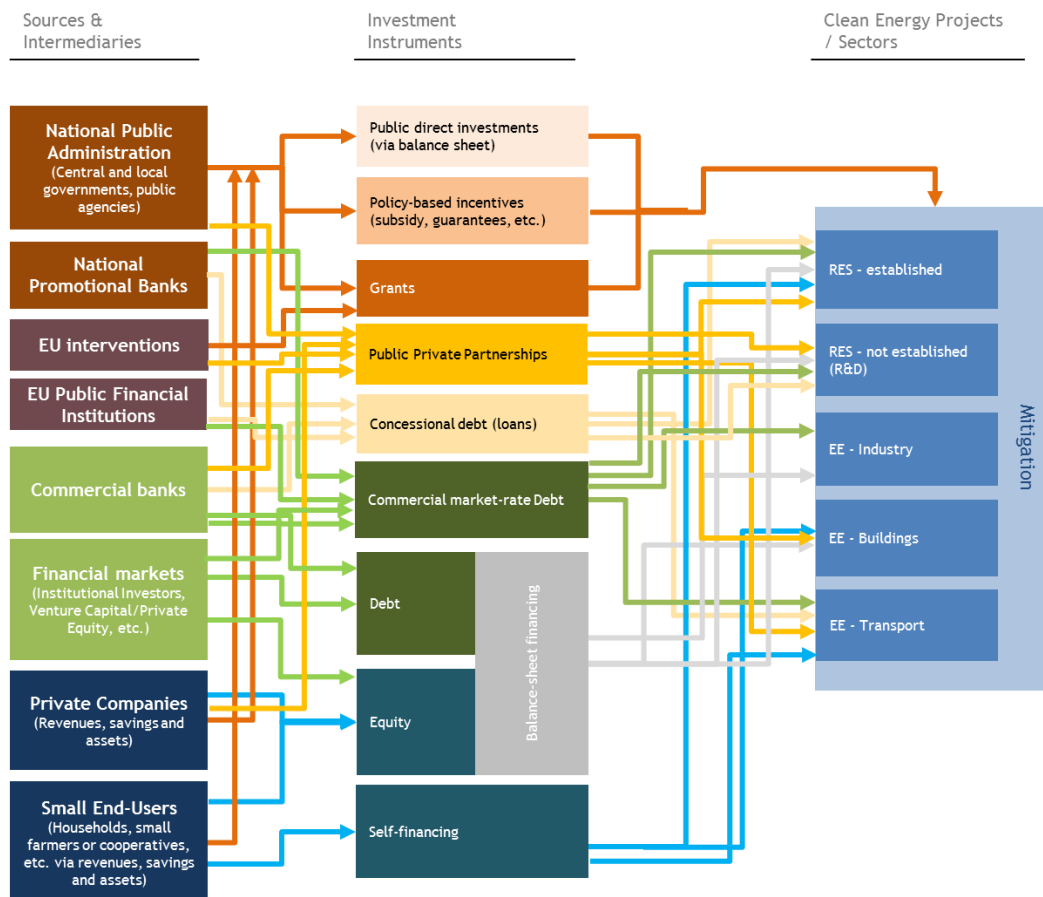 Sources &
Intermediaries
Investment
Instruments
Clean Energy Projects
/ Sectors
National Public
Administration
(Central and local
governments, public
agencies)
National
Promotional Banks
EU interventions
EU Public Financial
Institutions
Commercial banks
Financial markets
(Institutional Investors,
Venture Capital/Private
Equity, etc.)
Private Companies
(Revenues, savings and
assets)
Small End-Users
(Households, small
farmers or cooperatives,
etc. via revenues, savings
and assets)
Public direct investments
(via balance sheet)
Policy-based incentives
(subsidy, guarantees, etc.)
Grants
Public Private Partnerships
Concessional debt (loans)
Commercial market-rate Debt
Debt
Equity
Balance-sheet financing
Self-financing
RES - established
RES - not established
(R&D)
EE - Industry
EE - Buildings
EE - Transport
Mitigation